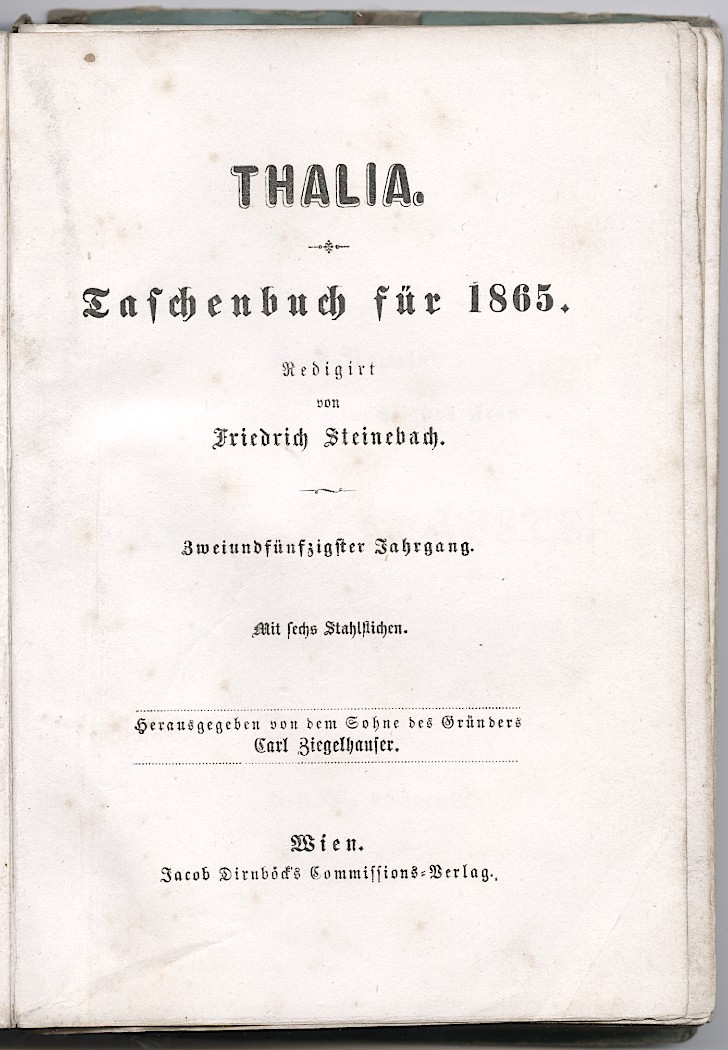 THALIA.
Taschenbuch für 1865.
Redigirt
von
Friedrich Steinebach.
Zweiundfünfzigster Jahrgang.
Mit sechs Stahlstichen.
Herausgegeben von dem Sohne des Gründers
Carl Ziegelhauser.
Wien.
Jacob Dirnböck's Commissions-Verlag.